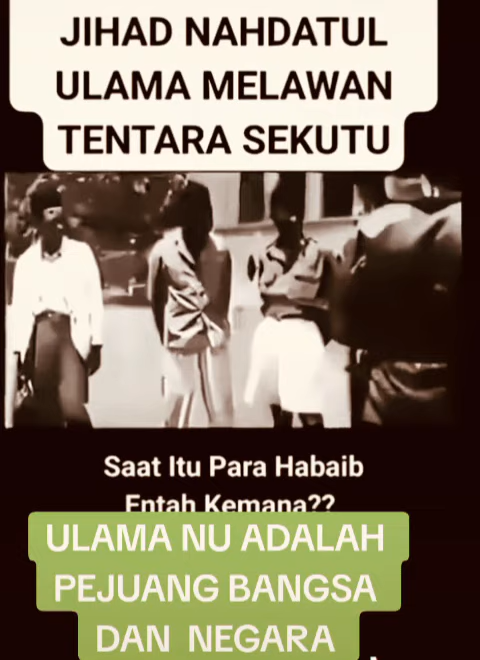 JIHAD NAHDATUL
ULAMA MELAWAN
TENTARA SEKUTU
Saat Itu Para Habaib
Entah Kemana??
ULAMA NU ADALAH
PEJUANG BANGSA
DAN NEGARA